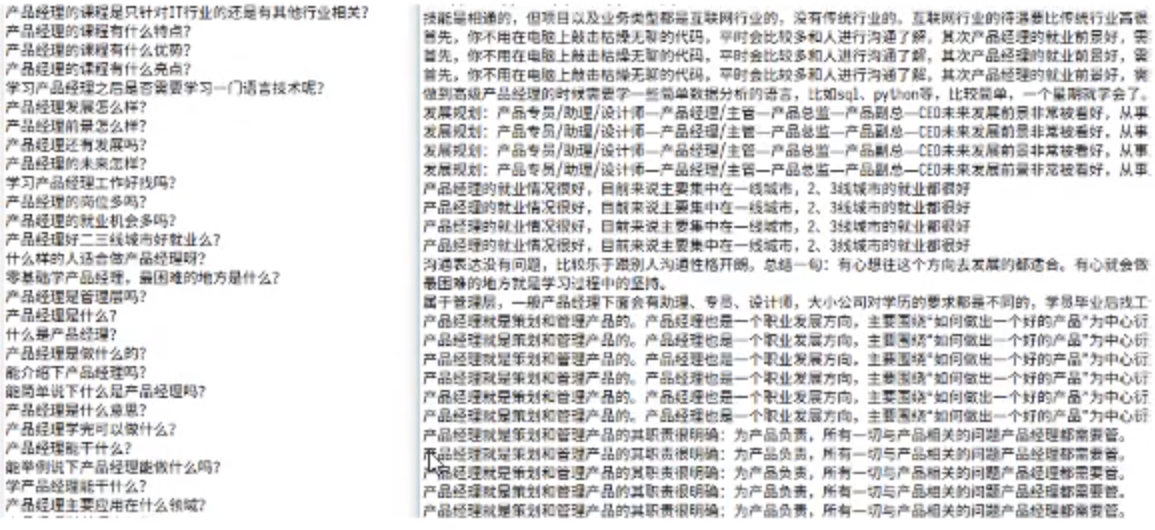 产品经理的课程是只针对IT行业的还是有其他行业相关?
产品经理的课程有什么特点?
产品经理的课程有什么优势?
产品经理的课程有什么亮点?
学习产品经理之后是否需要学习一门语言技术呢?
产品经理发展怎么样?
产品经理前景怎么样?
产品经理还有发展吗?
产品经理的未来怎样?
学习产品经理工作好找吗?
产品经理的岗位多吗?
产品经理的就业机会多吗?
产品经理好二三线城市好就业么?
什么样的人适合做产品经理呀?
零基础学产品经理，最困难的地方是什么?
产品经理是管理层吗?
产品经理是什么?
什么是产品经理?
产品经理是做什么的?
能介绍下产品经理吗?
能简单说下什么是产品经理吗?
产品经理是什么意思?
产品经理学完可以做什么?
产品经理能干什么?
能举例说下产品经理能做什么吗?
学产品经理能干什么?
产品经理主要应用在什么领域?
技能是相通的，但项目以及业务类型都是互联网行业的，没有传统行业的。互联网行业的待遇要比传统行业高很
首先，你不用在电脑上敲击枯燥无聊的代码，平时会比较多和人进行沟通了解，其次产品经理的就业前景好，需
首先，你不用在电脑上敲击枯燥无聊的代码，平时会比较多和人进行沟通了解，其次产品经理的就业前景好，需
首先，你不用在电脑上敲击枯燥无聊的代码，平时会比较多和人进行沟通了解，其次产品经理的就业前景好，需
做到高级产品经理的时候需要学一些简单数据分析的语言，比如sql、python等，比较简单，一个星期就学会了。
发展规划：产品专员/助理/设计师—产品经理/主管—产品总监—产品副总—CEO未来发展前景非常被看好，从事
发展规划：产品专员/助理/设计师—产品经理/主管—产品总监—产品副总—CEO未来发展前景非常被看好，从事
发展规划：产品专员/助理/设计师—产品经理/主管—产品总监—产品副总—CEO未来发展前景非常被看好，从事
发展规划：产品专员/助理/设计师—产品经理/主管—产品总监—产品副总—CEO未来发展前景非常被看好，从事
产品经理的就业情况很好，目前来说主要集中在一线城市，2、3线城市的就业都很好
产品经理的就业情况很好，目前来说主要集中在一线城市，2、3线城市的就业都很好
产品经理的就业情况很好，目前来说主要集中在一线城市，2、3线城市的就业都很好
产品经理的就业情况很好，目前来说主要集中在一线城市，2、3线城市的就业都很好
沟通表达没有问题，比较乐于跟别人沟通性格开朗。总结一句：有心想往这个方向去发展的都适合。有心就会做
最困难的地方就是学习过程中的坚持。
属于管理层，一般产品经理下面会有助理、专员、设计师，大小公司对学历的要求都是不同的，学员毕业后找工
产品经理就是策划和管理产品的。产品经理也是一个职业发展方向，主要围绕“如何做出一个好的产品”为中心衍
产品经理就是策划和管理产品的。产品经理也是一个职业发展方向，主要围绕“如何做出一个好的产品”为中心衍
产品经理就是策划和管理产品的。产品经理也是一个职业发展方向，主要围绕“如何做出一个好的产品”为中心衍
产品经理就是策划和管理产品的。产品经理也是一个职业发展方向，主要围绕“如何做出一个好的产品”为中心衍
产品经理就是策划和管理产品的。产品经理也是一个职业发展方向，主要围绕“如何做出一个好的产品”为中心衍
产品经理就是策划和管理产品的。产品经理也是一个职业发展方向，主要围绕“如何做出一个好的产品”为中心衍
产品经理就是策划和管理产品的其职责很明确：为产品负责，所有一切与产品相关的问题产品经理都需要管。
产品经理就是策划和管理产品的其职责很明确：为产品负责，所有一切与产品相关的问题产品经理都需要管。
产品经理就是策划和管理产品的其职责很明确：为产品负责，所有一切与产品相关的问题产品经理都需要管。
产品经理就是策划和管理产品的其职责很明确：为产品负责，所有一切与产品相关的问题产品经理都需要管。
产品经理就是策划和管理产品的其职责很明确：为产品负责，所有一切与产品相关的问题产品经理都需要管。